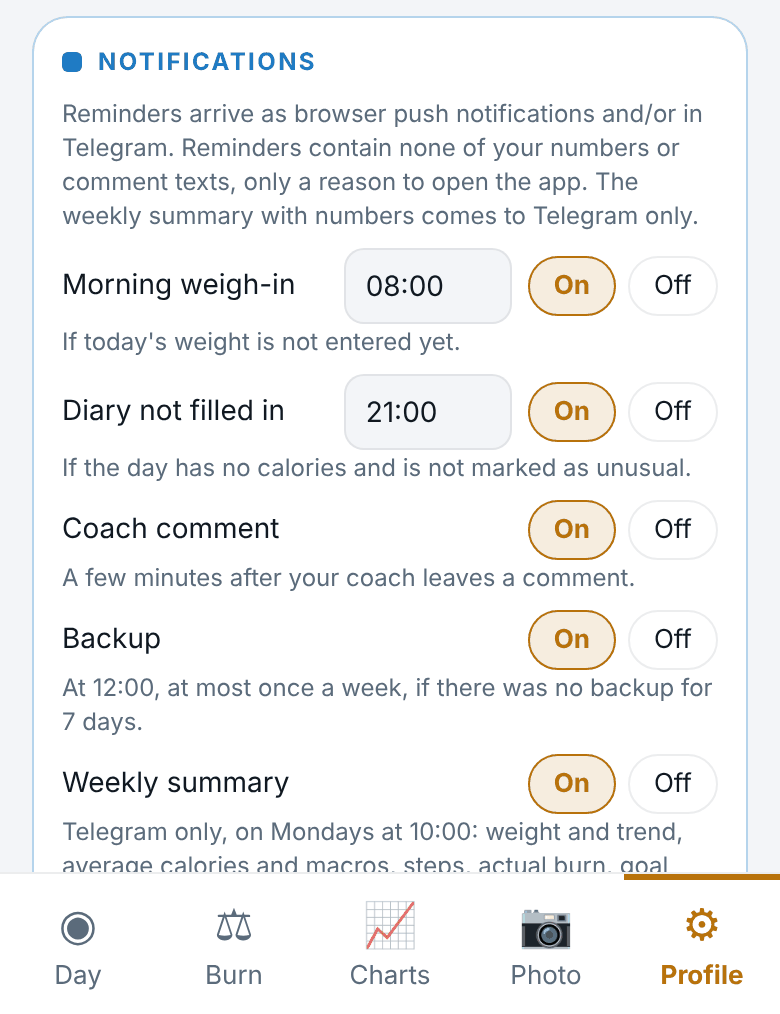 NOTIFICATIONS
Reminders arrive as browser push notifications and/or in
Telegram. Reminders contain none of your numbers or
comment texts, only a reason to open the app. The
weekly summary with numbers comes to Telegram only.
Morning weigh-in 08:00 On Off
If today's weight is not entered yet.
Diary not filled in 21:00 On Off
If the day has no calories and is not marked as unusual.
Coach comment On Off
A few minutes after your coach leaves a comment.
Backup On Off
At 12:00, at most once a week, if there was no backup for
7 days.
Weekly summary On Off
Telegram only, on Mondays at 10:00: weight and trend,
average calories and macros, steps, actual burn, goal
Day Burn Charts Photo Profile